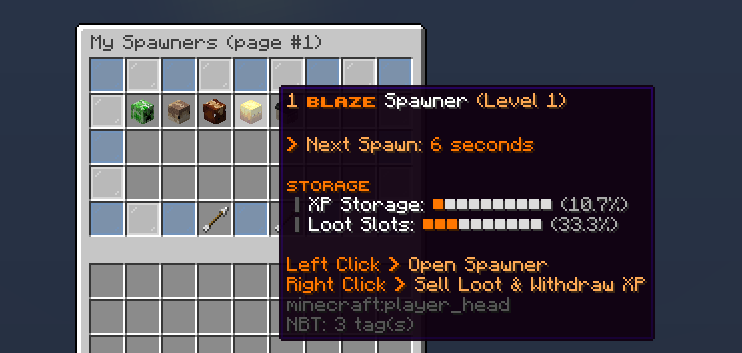 My Spawners (page #1)
1 BLAZE Spawner (Level 1)
> Next Spawn: 6 seconds
STORAGE
| XP Storage: (10.7%)
| Loot Slots: (33.3%)
Left Click > Open Spawner
Right Click > Sell Loot & Withdraw XP
minecraft:player_head
NBT: 3 tag(s)